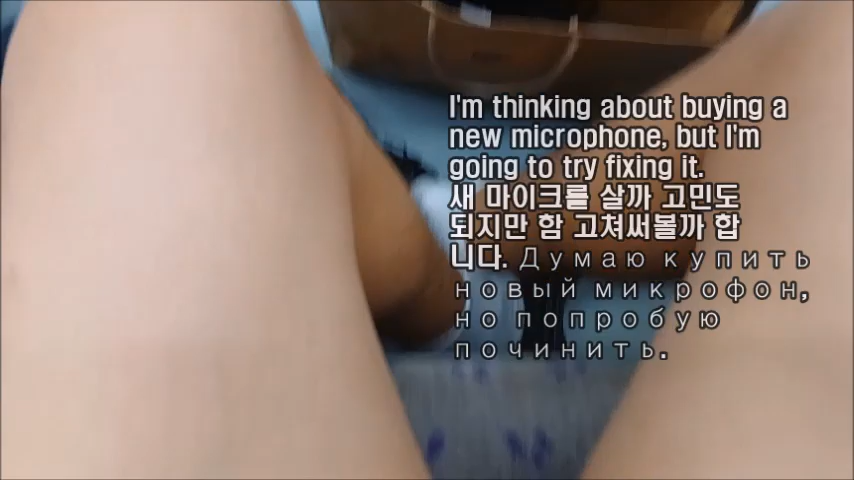 I'm thinking about buying a
new microphone, but I'm
going to try fixing it.
새 마이크를 살까 고민도
되지만 함 고쳐써볼까 합
니다. Думаю купить
новый микрофон,
но попробую
починить.